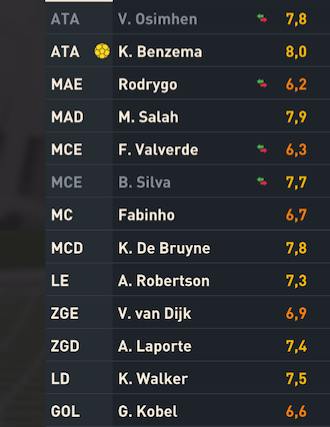 ATA V. Osimhen 7,8
ATA K. Benzema 8,0
MAE Rodrygo 6,2
MAD M. Salah 7,9
MCE F. Valverde 6,3
MCE B. Silva 7,7
MC Fabinho 6,7
MCD K. De Bruyne 7,8
LE A. Robertson 7,3
ZGE V. van Dijk 6,9
ZGD A. Laporte 7,4
LD K. Walker 7,5
GOL G. Kobel 6,6